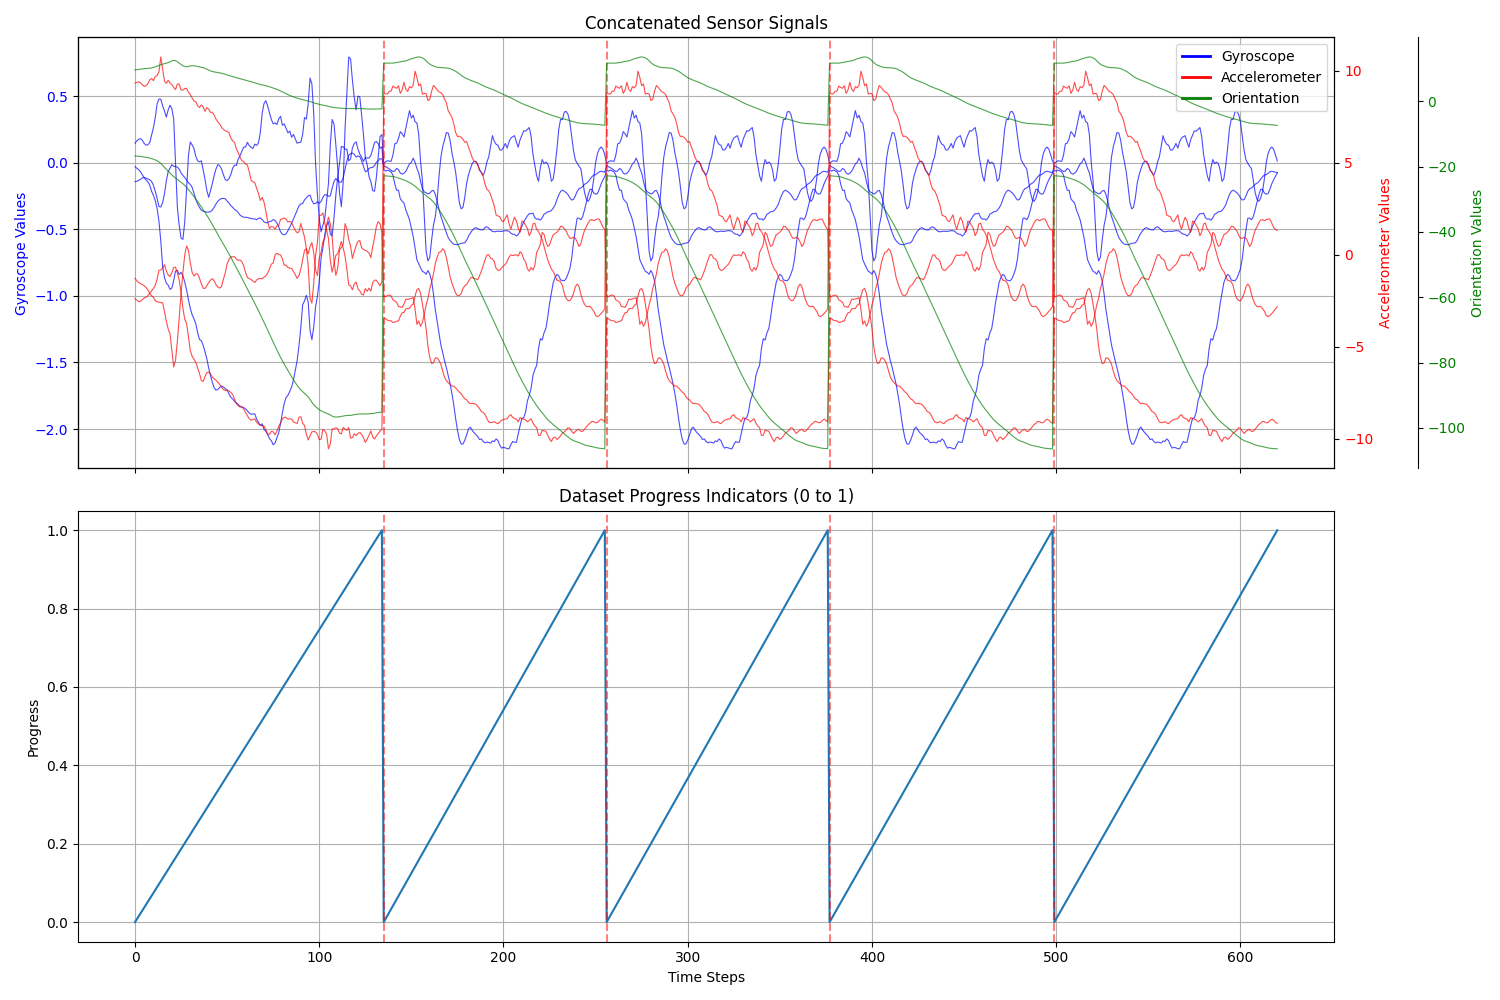 Concatenated Sensor Signals
Gyroscope
Accelerometer
Orientation
Gyroscope Values
0.5
0.0
−0.5
−1.0
−1.5
−2.0
10
5
0
−5
−10
Accelerometer Values
0
−20
−40
−60
−80
−100
Orientation Values
Dataset Progress Indicators (0 to 1)
Progress
1.0
0.8
0.6
0.4
0.2
0.0
0 100 200 300 400 500 600
Time Steps